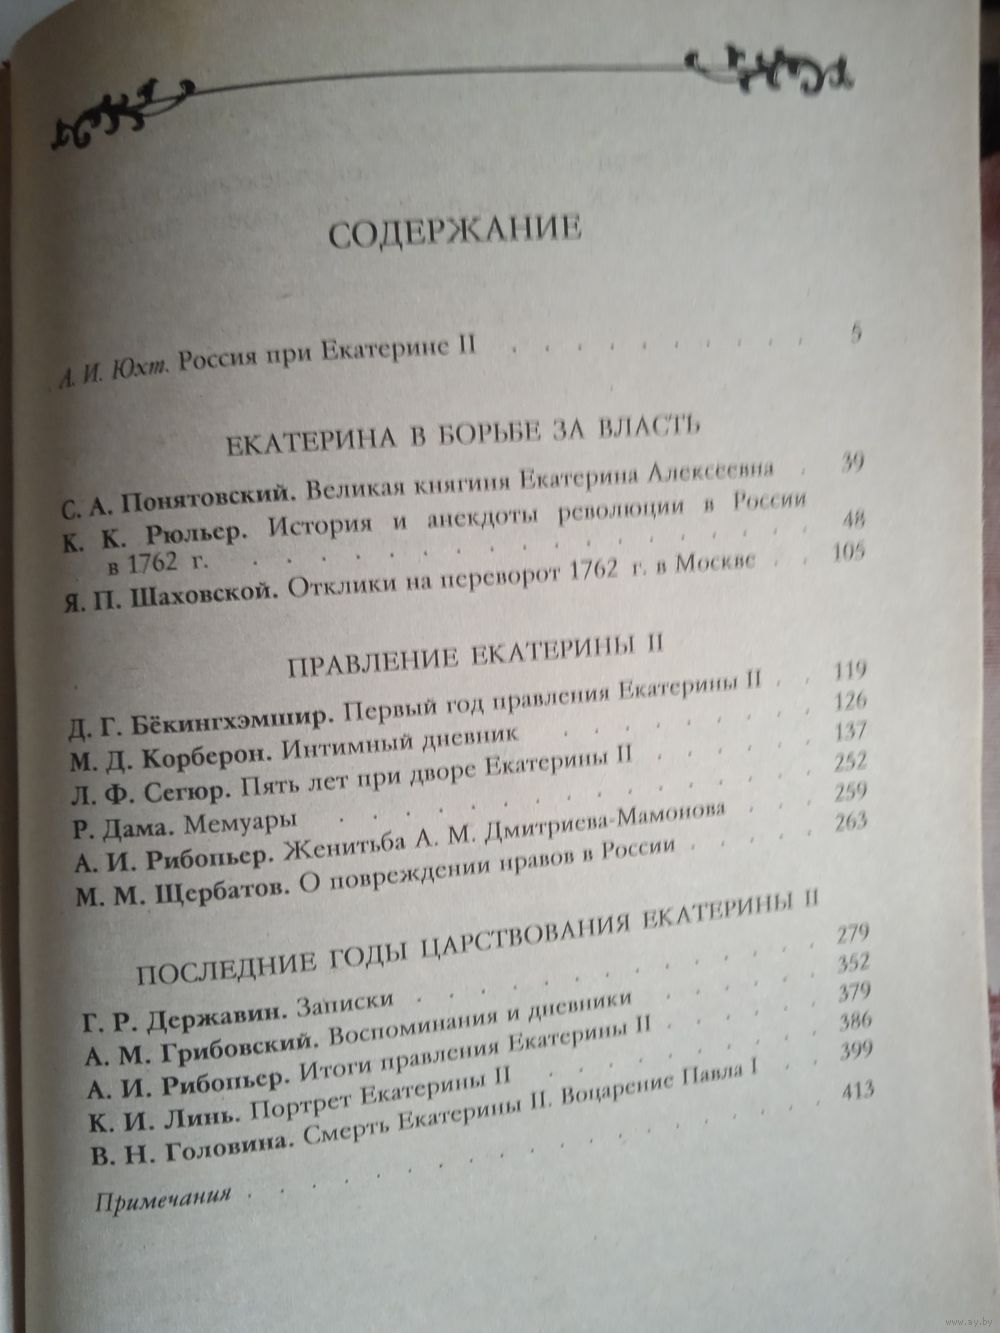 СОДЕРЖАНИЕ
А. И. Юхт. Россия при Екатерине II . . . . . . . . . . 5
ЕКАТЕРИНА В БОРЬБЕ ЗА ВЛАСТЬ
С. А. Понятовский. Великая княгиня Екатерина Алексеевна . 39
К. К. Рюльер. История и анекдоты революции в России
в 1762 г. . . . . . . . . . . . . . . . . . . 48
Я. П. Шаховской. Отклики на переворот 1762 г. в Москве . . 105
ПРАВЛЕНИЕ ЕКАТЕРИНЫ II
Д. Г. Бёкингхэмшир. Первый год правления Екатерины II . . 119
М. Д. Корберон. Интимный дневник . . . . . . . . . 126
Л. Ф. Сегюр. Пять лет при дворе Екатерины II . . . . . . 137
Р. Дама. Мемуары . . . . . . . . . . . . . . . 252
А. И. Рибопьер. Женитьба А. М. Дмитриева-Мамонова . . . 259
М. М. Щербатов. О повреждении нравов в России . . . . . 263
ПОСЛЕДНИЕ ГОДЫ ЦАРСТВОВАНИЯ ЕКАТЕРИНЫ II
Г. Р. Державин. Записки . . . . . . . . . . . . . 279
А. М. Грибовский. Воспоминания и дневники . . . . . . 352
А. И. Рибопьер. Итоги правления Екатерины II . . . . . 379
К. И. Линь. Портрет Екатерины II . . . . . . . . . 386
В. Н. Головина. Смерть Екатерины II. Воцарение Павла I . . 399
Примечания . . . . . . . . . . . . . . . . . . 413
www.ay.by